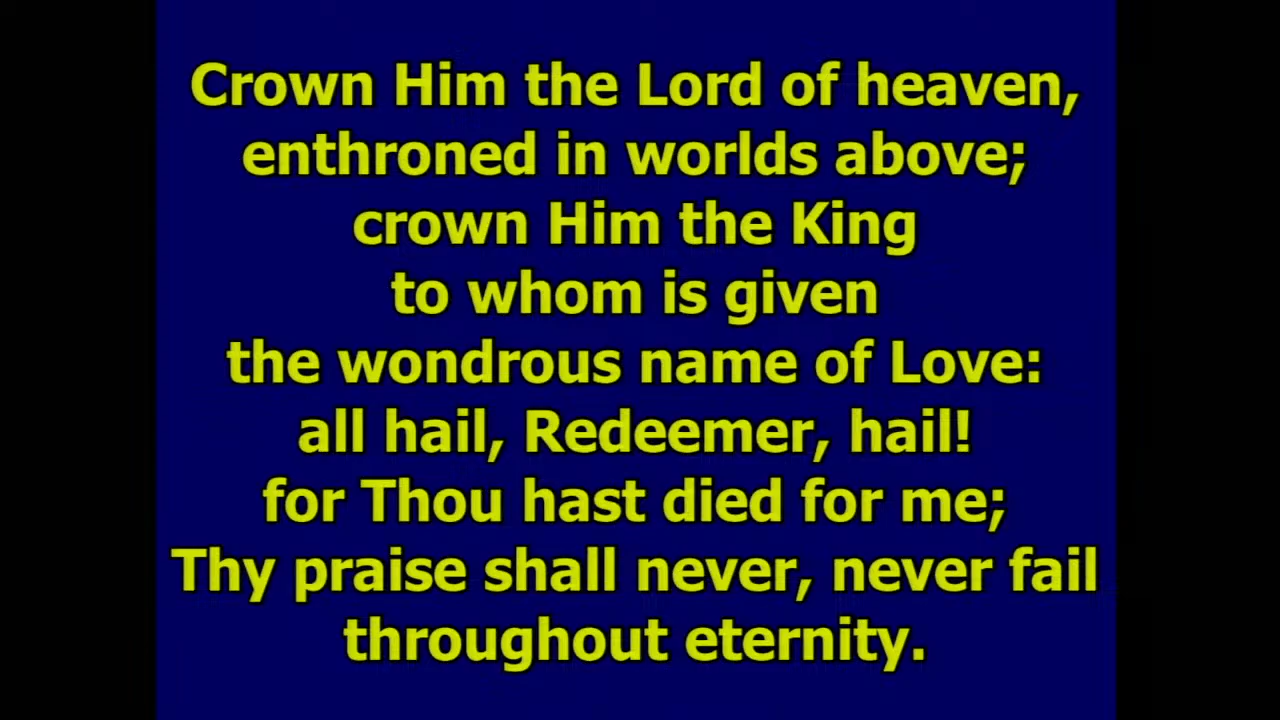 Crown Him the Lord of heaven,
enthroned in worlds above;
crown Him the King
to whom is given
the wondrous name of Love:
all hail, Redeemer, hail!
for Thou hast died for me;
Thy praise shall never, never fail
throughout eternity.